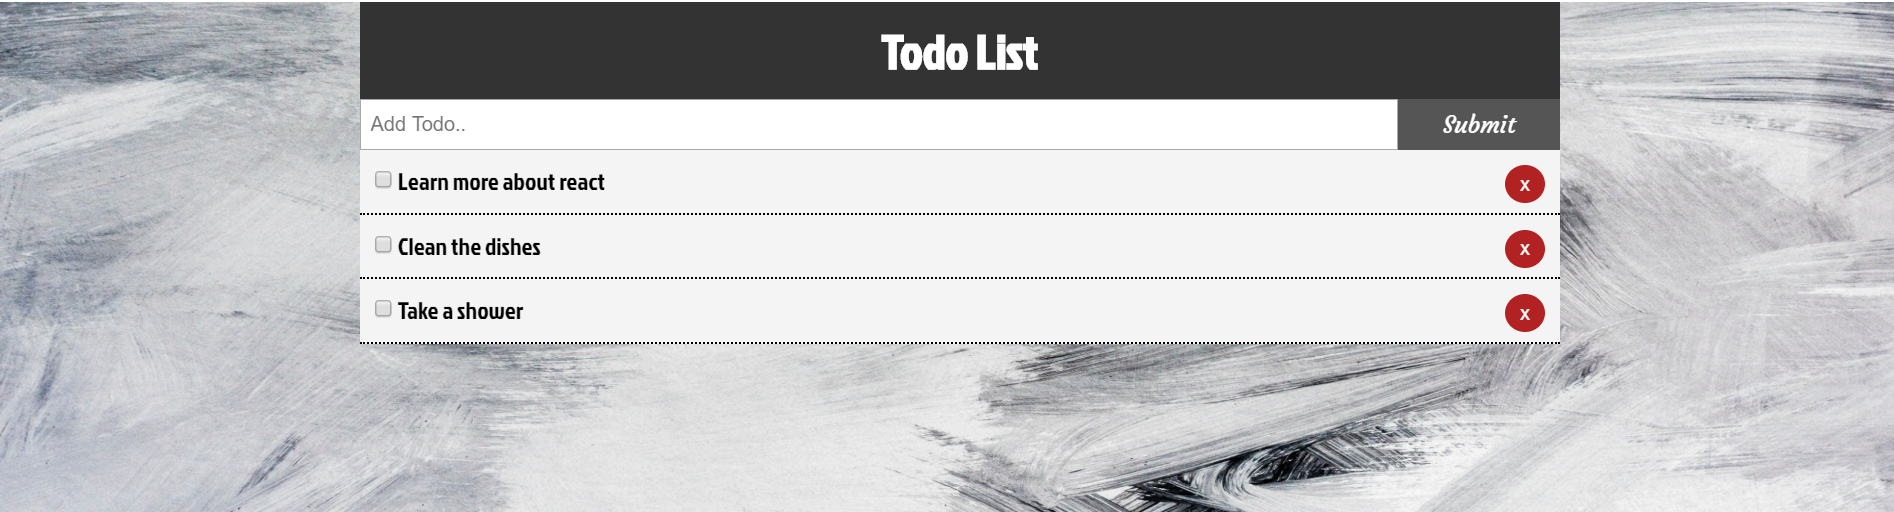 Todo List
Add Todo..
Submit
Learn more about react
x
Clean the dishes
x
Take a shower
x